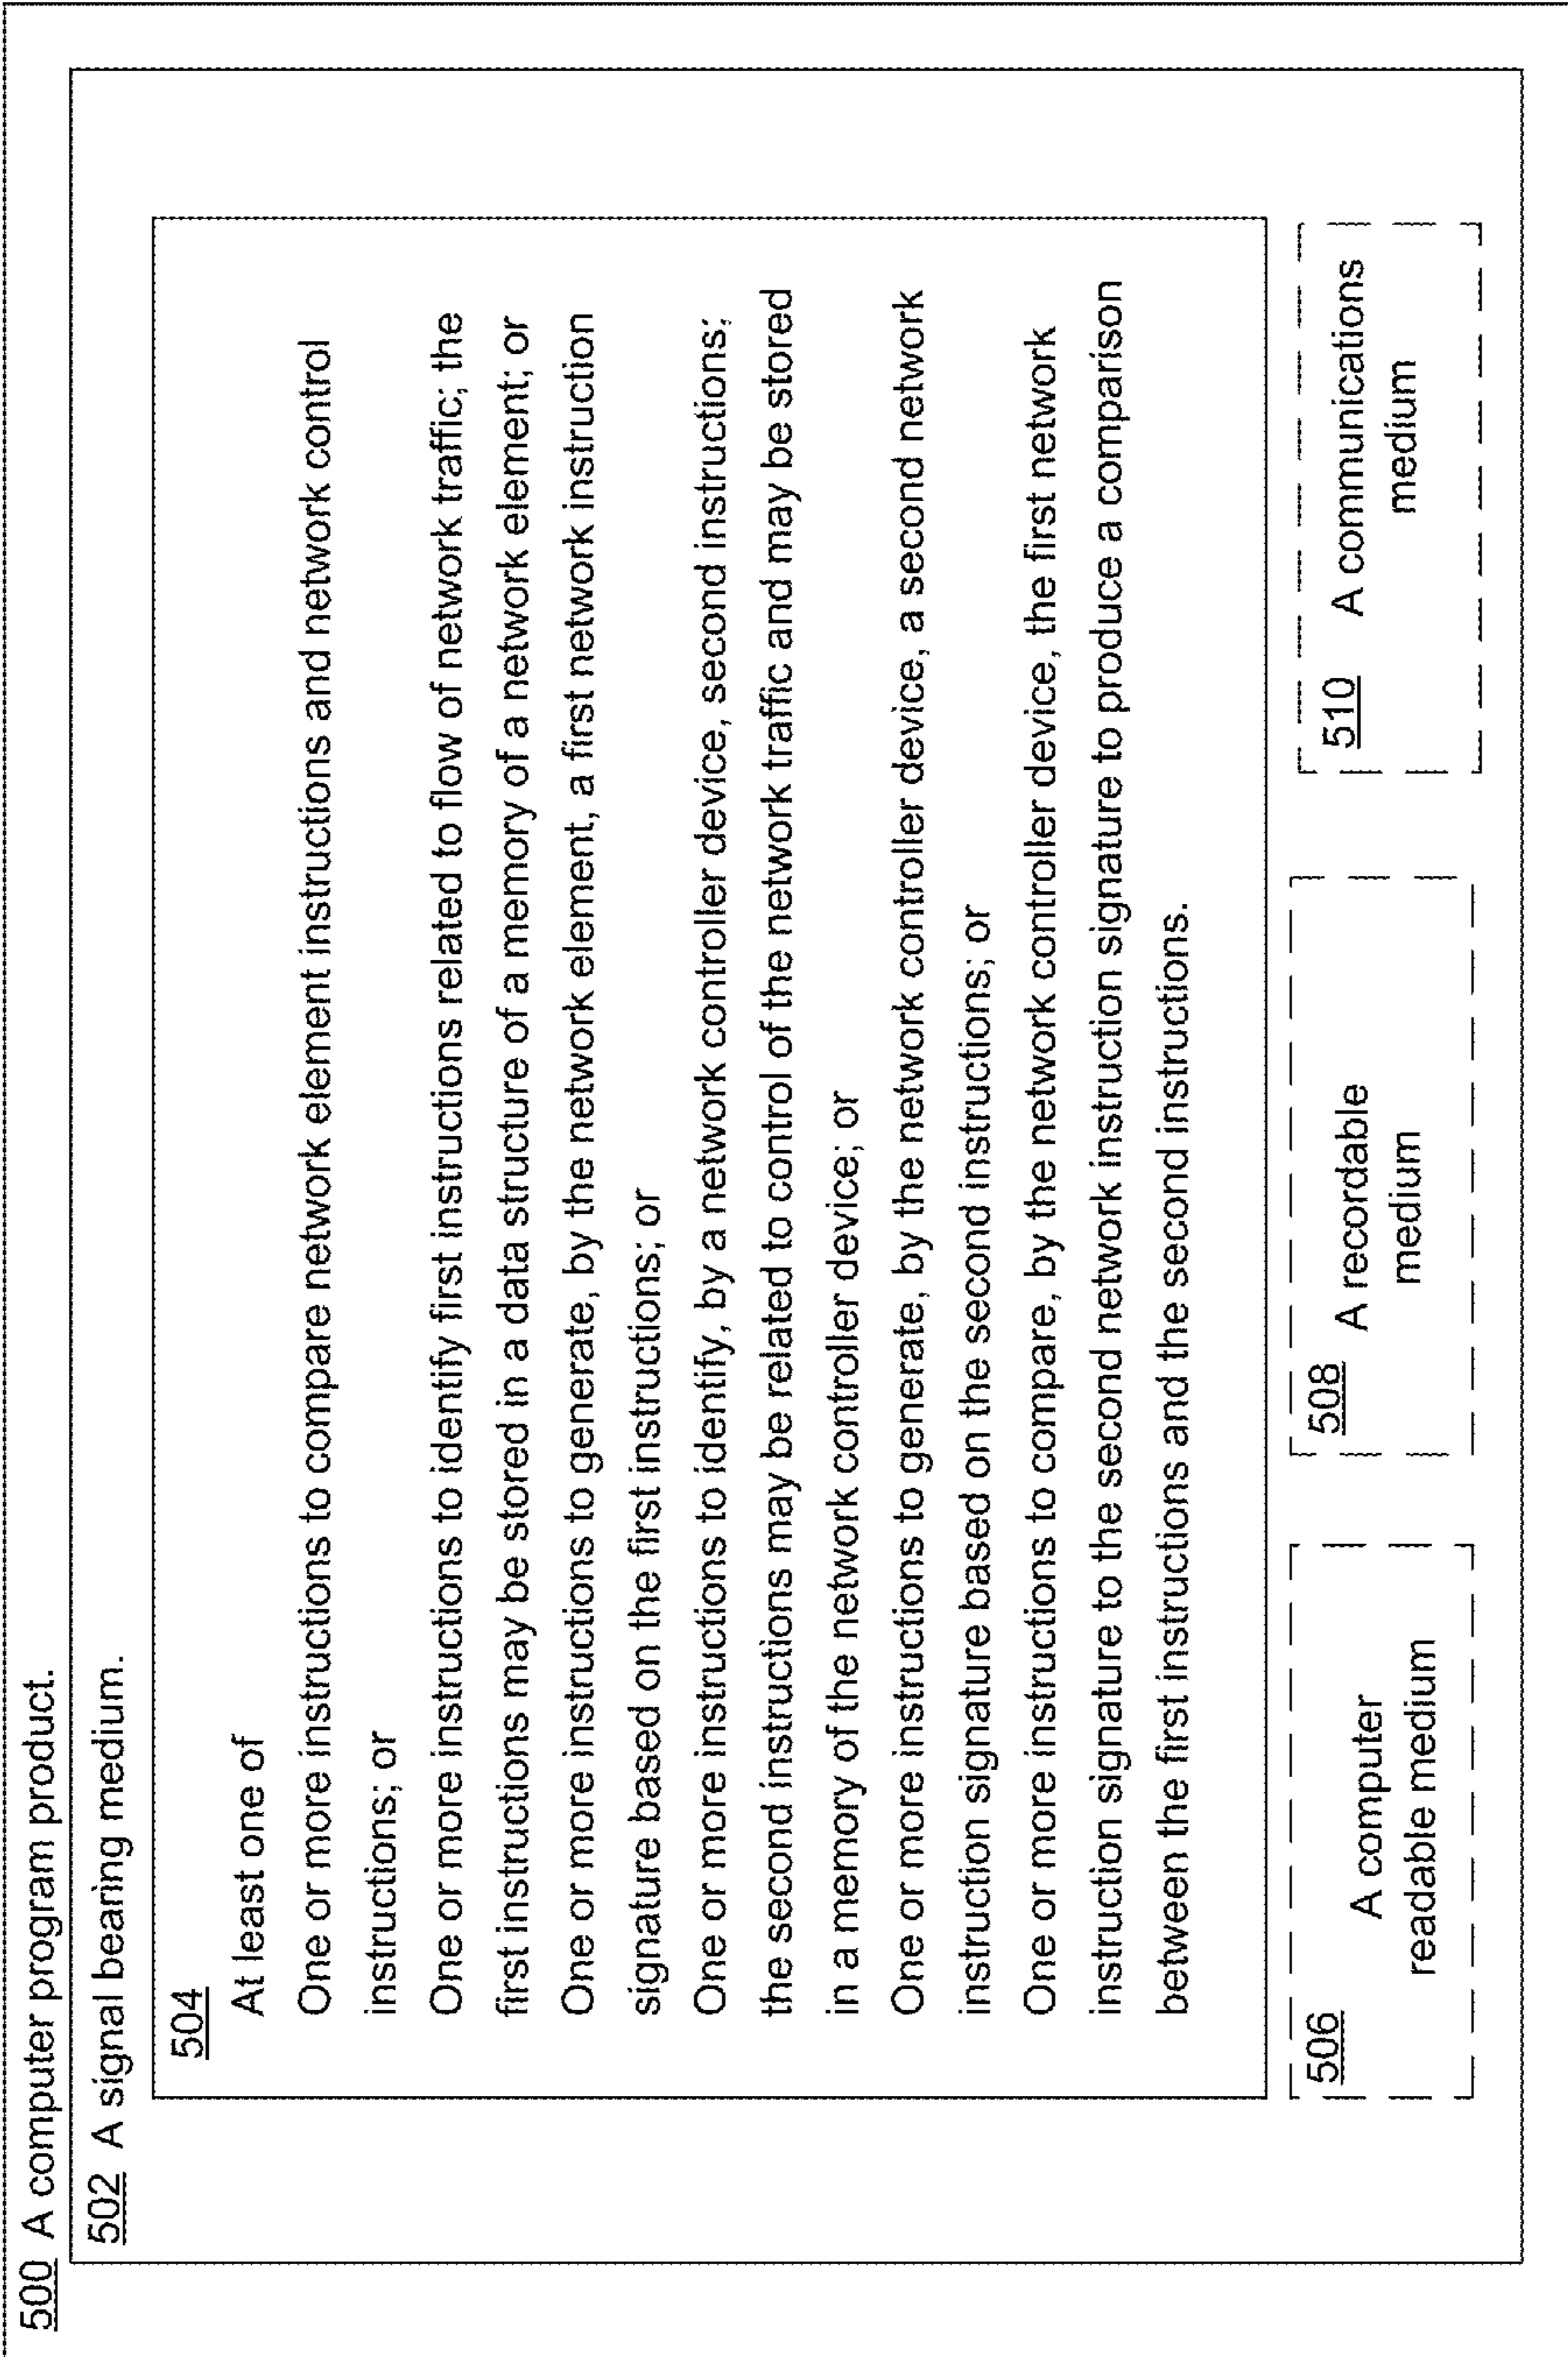 500 A computer program product.
502 A signal bearing medium.
504
At least one of
One or more instructions to compare network element instructions and network control
instructions; or
One or more instructions to identify first instructions related to flow of network traffic; the
first instructions may be stored in a data structure of a memory of a network element; or
One or more instructions to generate, by the network element, a first network instruction
signature based on the first instructions; or
One or more instructions to identify, by a network controller device, second instructions;
the second instructions may be related to control of the network traffic and may be stored
in a memory of the network controller device; or
One or more instructions to generate, by the network controller device, a second network
instruction signature based on the second instructions; or
One or more instructions to compare, by the network controller device, the first network
instruction signature to the second network instruction signature to produce a comparison
between the first instructions and the second instructions.
506
A computer
readable medium
508
A recordable
medium
510 A communications
medium